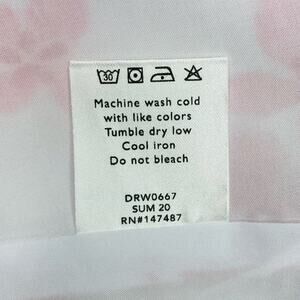 30
Machine wash cold
with like colors
Tumble dry low
Cool iron
Do not bleach
DRW0667
SUM 20
RN#147487